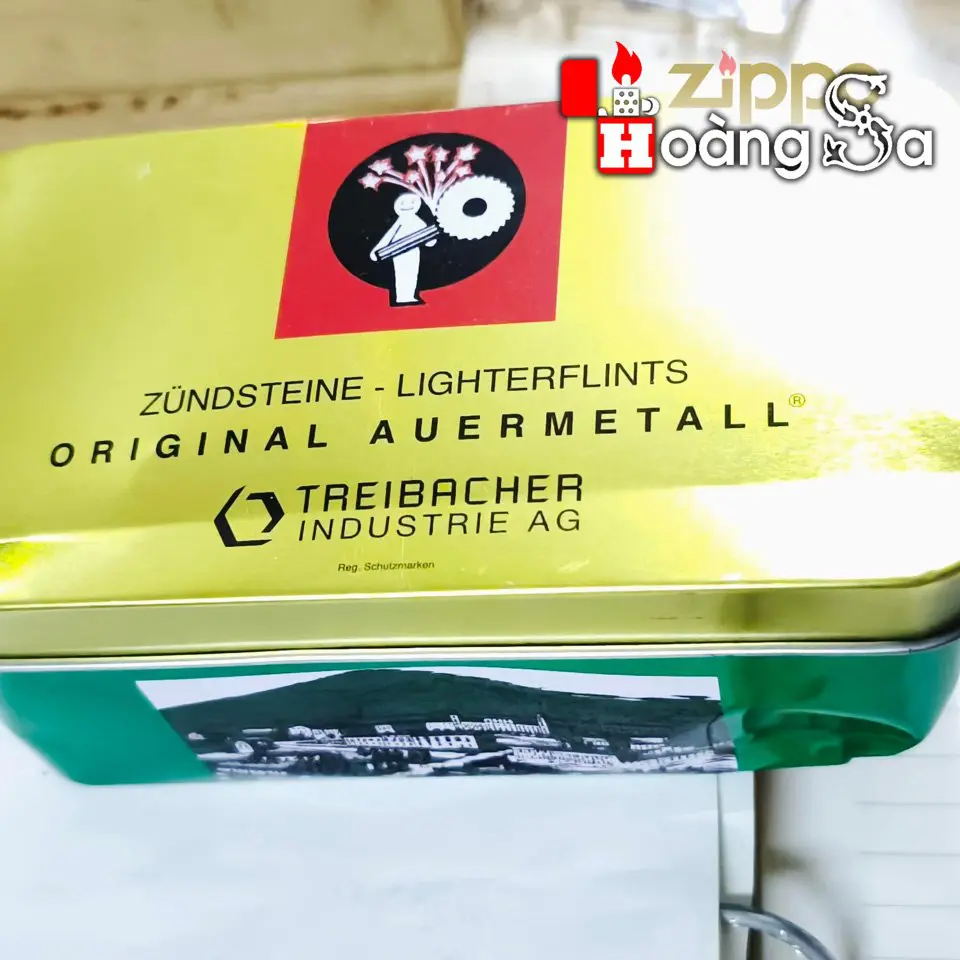 zippo
Hoàng Sa
ZÜNDSTEINE - LIGHTERFLINTS
ORIGINAL AUERMETALL®
TREIBACHER
INDUSTRIE AG
Reg. Schutzmarken